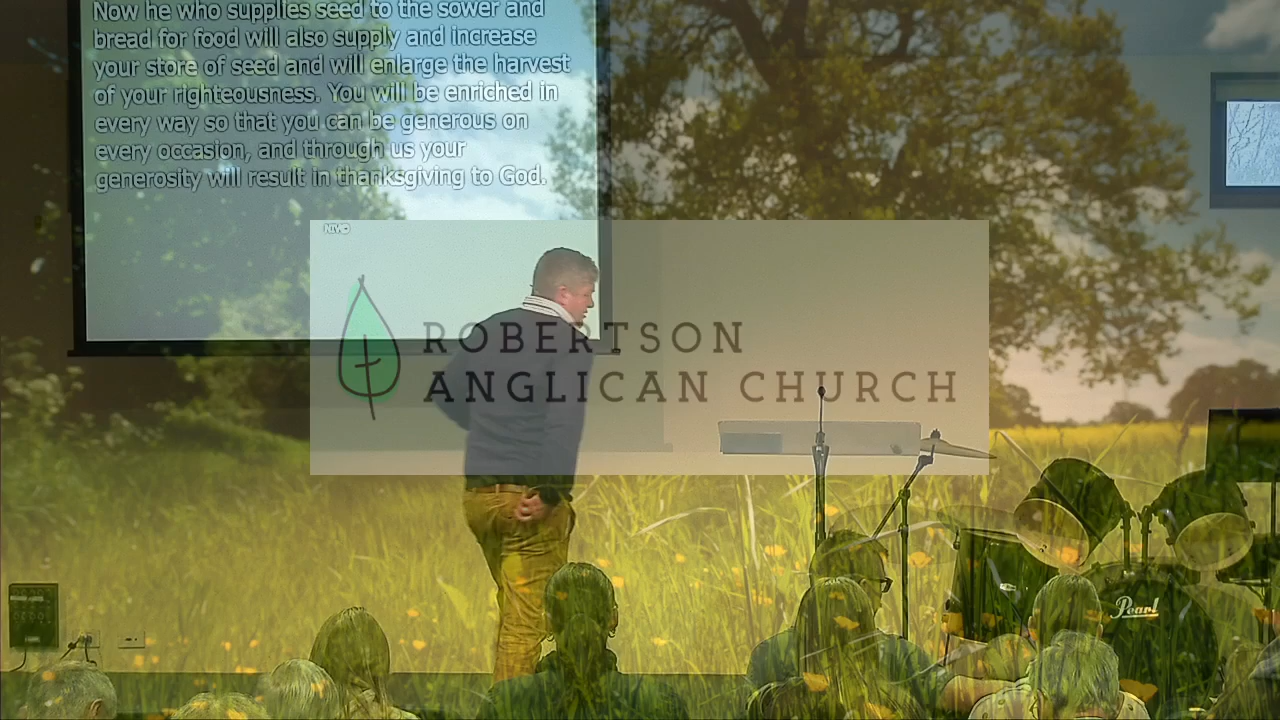 Now he who supplies seed to the sower and
bread for food will also supply and increase
your store of seed and will enlarge the harvest
of your righteousness. You will be enriched in
every way so that you can be generous on
every occasion, and through us your
generosity will result in thanksgiving to God.
ROBERTSON
ANGLICAN CHURCH
Pearl